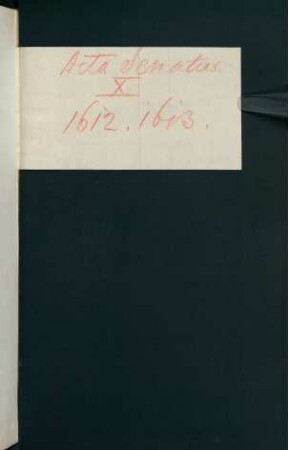 Acta Senatus.
X
1612. 1613.